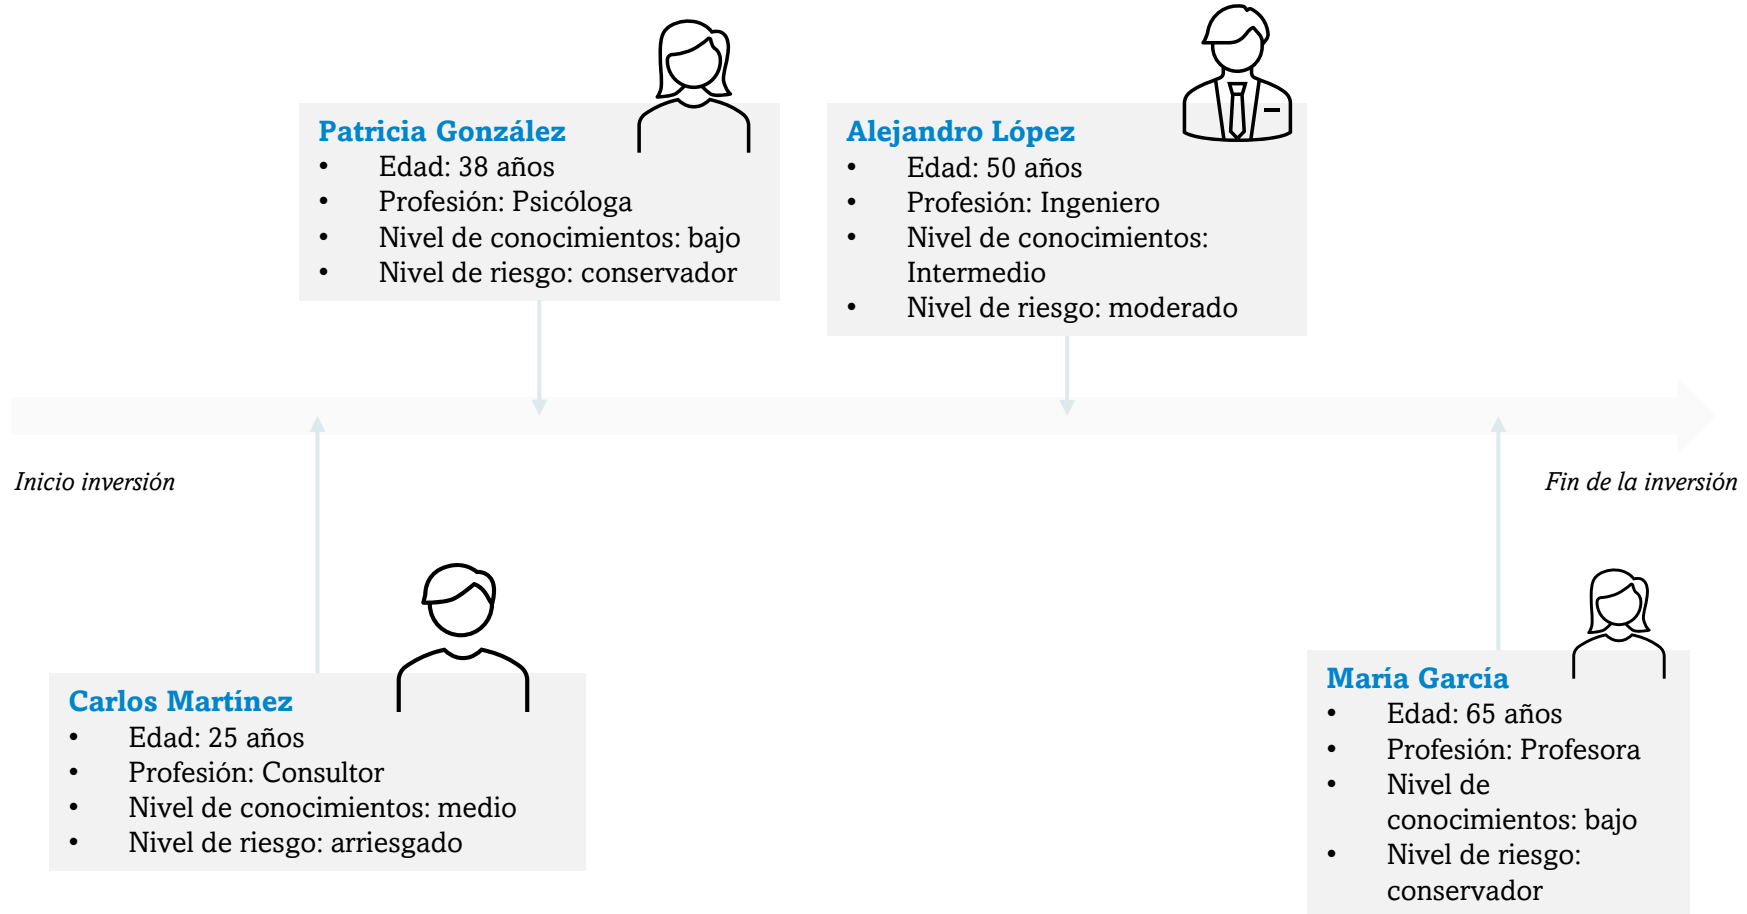 Patricia González
• Edad: 38 años
• Profesión: Psicóloga
• Nivel de conocimientos: bajo
• Nivel de riesgo: conservador
Alejandro López
• Edad: 50 años
• Profesión: Ingeniero
• Nivel de conocimientos:
Intermedio
• Nivel de riesgo: moderado
Inicio inversión
Fin de la inversión
Carlos Martínez
• Edad: 25 años
• Profesión: Consultor
• Nivel de conocimientos: medio
• Nivel de riesgo: arriesgado
María García
• Edad: 65 años
• Profesión: Profesora
• Nivel de
conocimientos: bajo
• Nivel de riesgo:
conservador